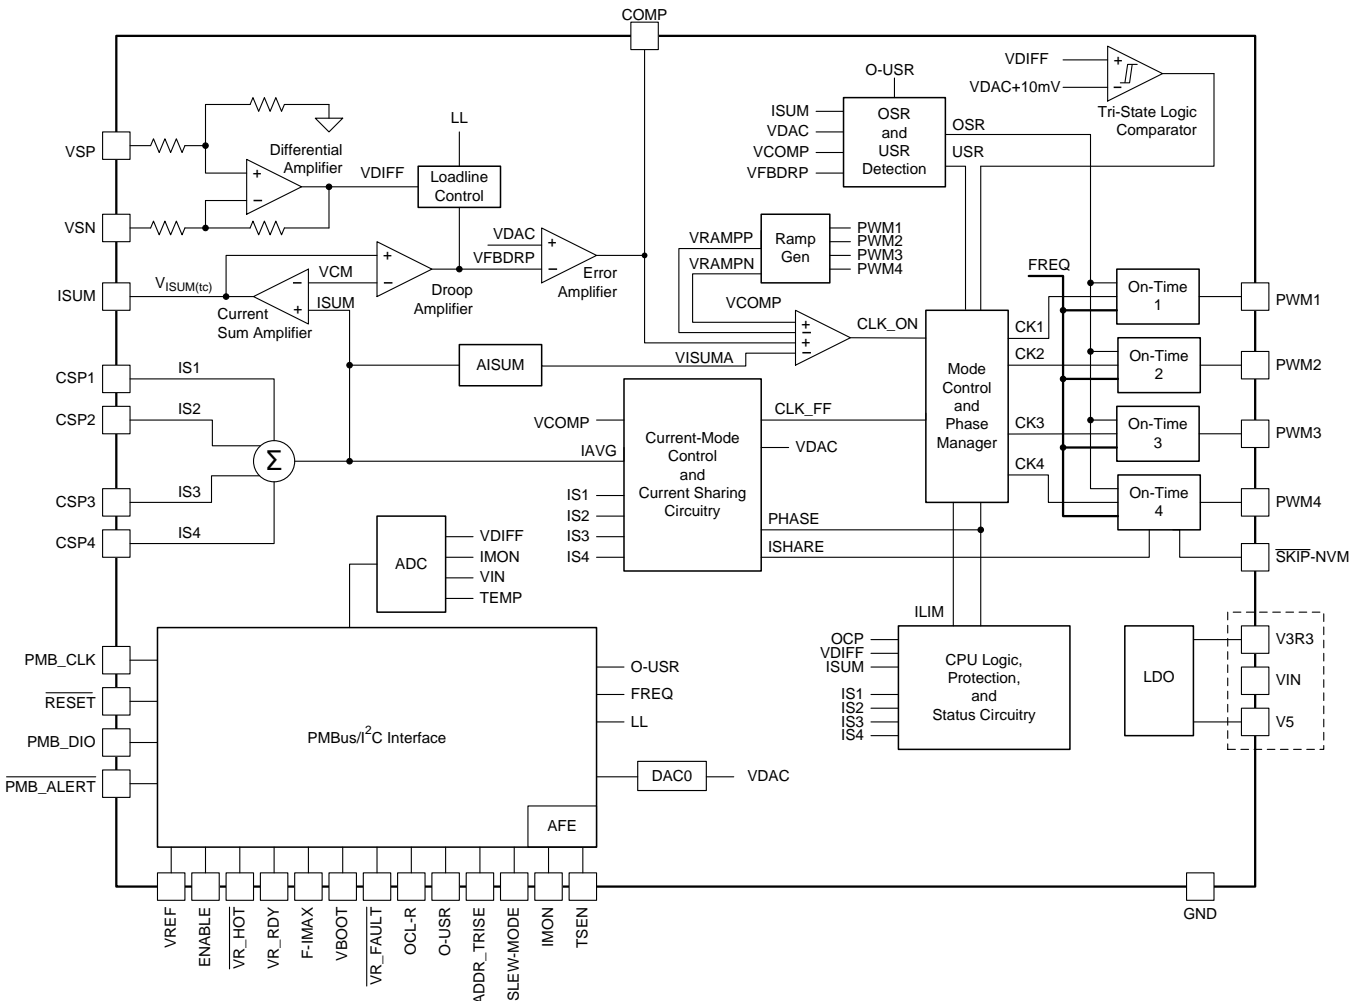 COMP
VDIFF
VDAC+10mV
+
−
Tri-State Logic
Comparator
O-USR
ISUM
VDAC
VCOMP
VFBDRP
OSR
and
USR
Detection
OSR
USR
VSP
VSN
Differential
Amplifier
+
−
VDIFF
LL
Loadline
Control
VDAC
VFBDRP
+
−
Error
Amplifier
VRAMPP
VRAMPN
Ramp
Gen
PWM1
PWM2
PWM3
PWM4
FREQ
ISUM
VISUM(tc)
VCM
ISUM
−
+
Current
Sum Amplifier
+
−
Droop
Amplifier
VCOMP
+
−
+
−
CLK_ON
VISUMA
AISUM
Mode
Control
and
Phase
Manager
CK1
CK2
CK3
CK4
On-Time
1
On-Time
2
On-Time
3
On-Time
4
PWM1
PWM2
PWM3
PWM4
SKIP-NVM
CSP1
CSP2
CSP3
CSP4
IS1
IS2
IS3
IS4
Σ
VCOMP
IAVG
IS1
IS2
IS3
IS4
Current-Mode
Control
and
Current Sharing
Circuitry
CLK_FF
VDAC
PHASE
ISHARE
ADC
VDIFF
IMON
VIN
TEMP
ILIM
OCP
VDIFF
ISUM
IS1
IS2
IS3
IS4
CPU Logic,
Protection,
and
Status Circuitry
LDO
V3R3
VIN
V5
PMB_CLK
RESET
PMB_DIO
PMB_ALERT
PMBus/I²C Interface
O-USR
FREQ
LL
DAC0
VDAC
AFE
VREF
ENABLE
VR_HOT
VR_RDY
F-IMAX
VBOOT
VR_FAULT
OCL-R
O-USR
ADDR_TRISE
SLEW-MODE
IMON
TSEN
GND